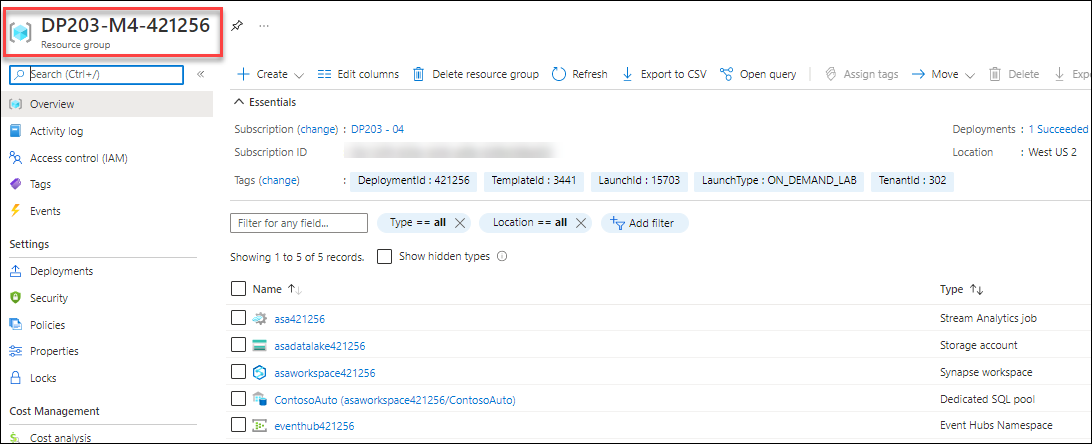 DP203-M4-421256
Resource group
Search (Ctrl+/)
Overview
Activity log
Access control (IAM)
Tags
Events
Settings
Deployments
Security
Policies
Properties
Locks
Cost Management
Cost analysis
Create Edit columns Delete resource group Refresh Export to CSV Open query Assign tags Move Delete
Essentials
Subscription (change) : DP203 - 04 Deployments : 1 Succeeded
Subscription ID : Location : West US 2
Tags (change) : DeploymentId : 421256 TemplateId : 3441 LaunchId : 15703 LaunchType : ON_DEMAND_LAB TenantId : 302
Filter for any field... Type == all Location == all Add filter
Showing 1 to 5 of 5 records. Show hidden types
Name Type
asa421256 Stream Analytics job
asadatalake421256 Storage account
asaworkspace421256 Synapse workspace
ContosoAuto (asaworkspace421256/ContosoAuto) Dedicated SQL pool
eventhub421256 Event Hubs Namespace